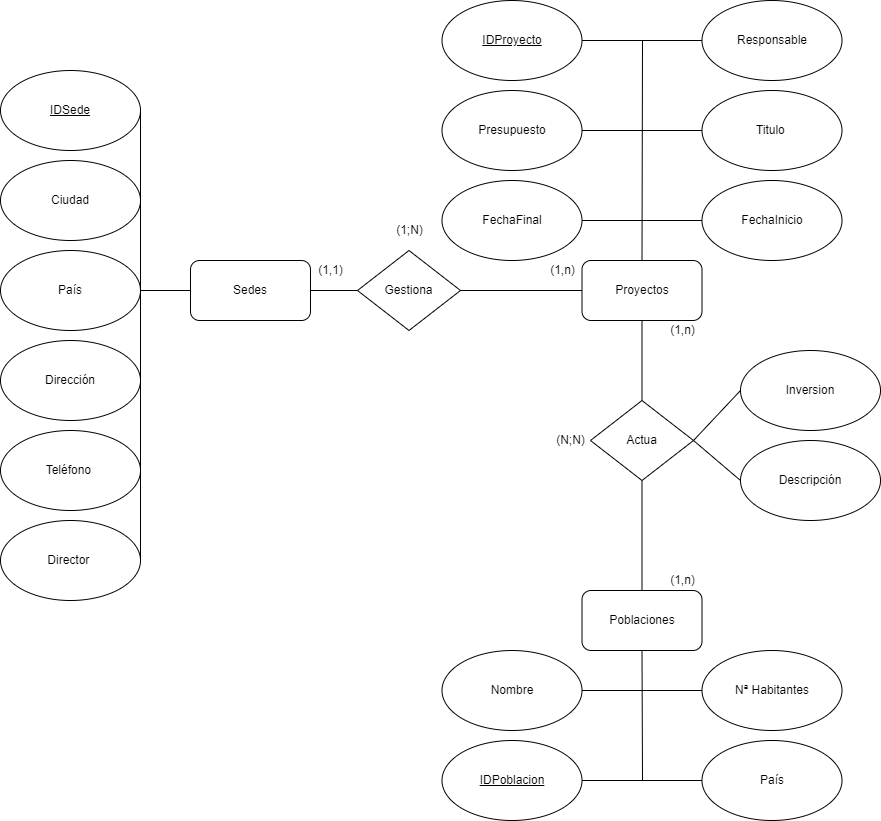 IDProyecto
Responsable
IDSede
Presupuesto
Titulo
Ciudad
FechaFinal
FechaInicio
(1;N)
(1,1)
(1,n)
País
Sedes
Gestiona
Proyectos
(1,n)
Dirección
Inversion
(N;N)
Actua
Teléfono
Descripción
Director
(1,n)
Poblaciones
Nombre
Nª Habitantes
IDPoblacion
País